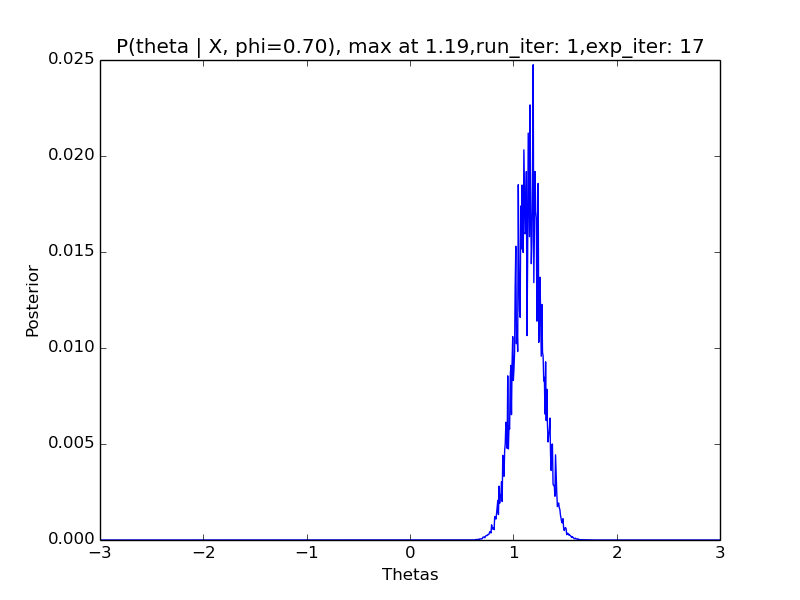 P(theta | X, phi=0.70), max at 1.19,run_iter: 1,exp_iter: 17
0.025
0.020
0.015
0.010
0.005
0.000
Posterior
−3 −2 −1 0 1 2 3
Thetas